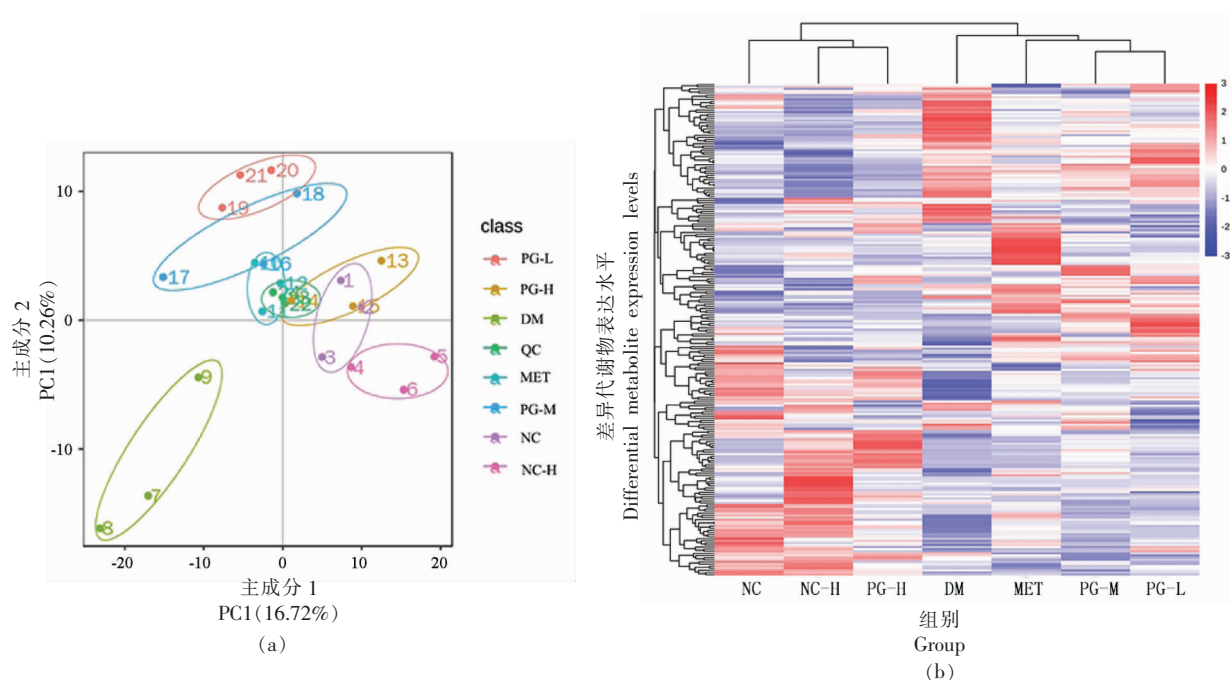 主成分 2
PC1(10.26%)
10
0
-10
21
20
19
18
17
16
13
12
1
3
4
5
6
9
7
8
-20
-10
0
10
20
主成分 1
PC1(16.72%)
(a)
class
PG-L
PG-H
DM
QC
MET
PG-M
NC
NC-H
差异代谢物表达水平
Differential metabolite expression levels
3
2
1
0
-1
-2
-3
NC NC-H PG-H DM MET PG-M PG-L
组别
Group
(b)